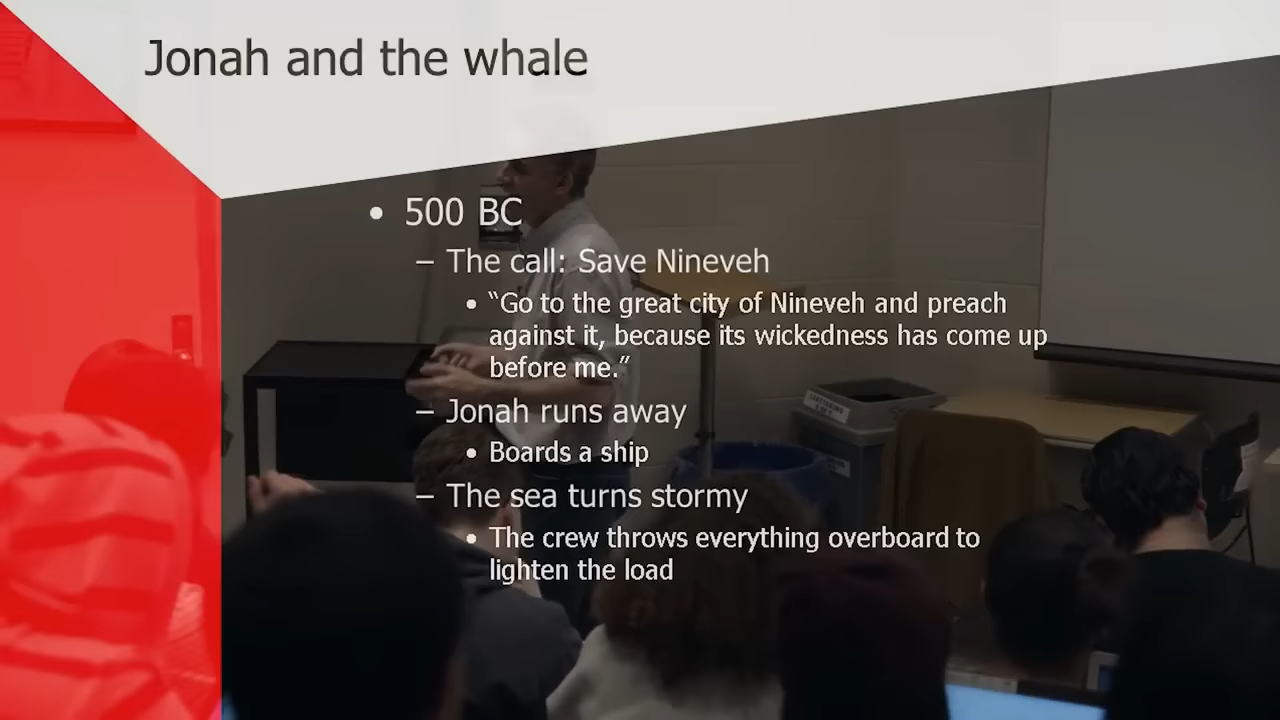 Jonah and the whale
• 500 BC
– The call: Save Nineveh
• “Go to the great city of Nineveh and preach
against it, because its wickedness has come up
before me.”
– Jonah runs away
• Boards a ship
– The sea turns stormy
• The crew throws everything overboard to
lighten the load